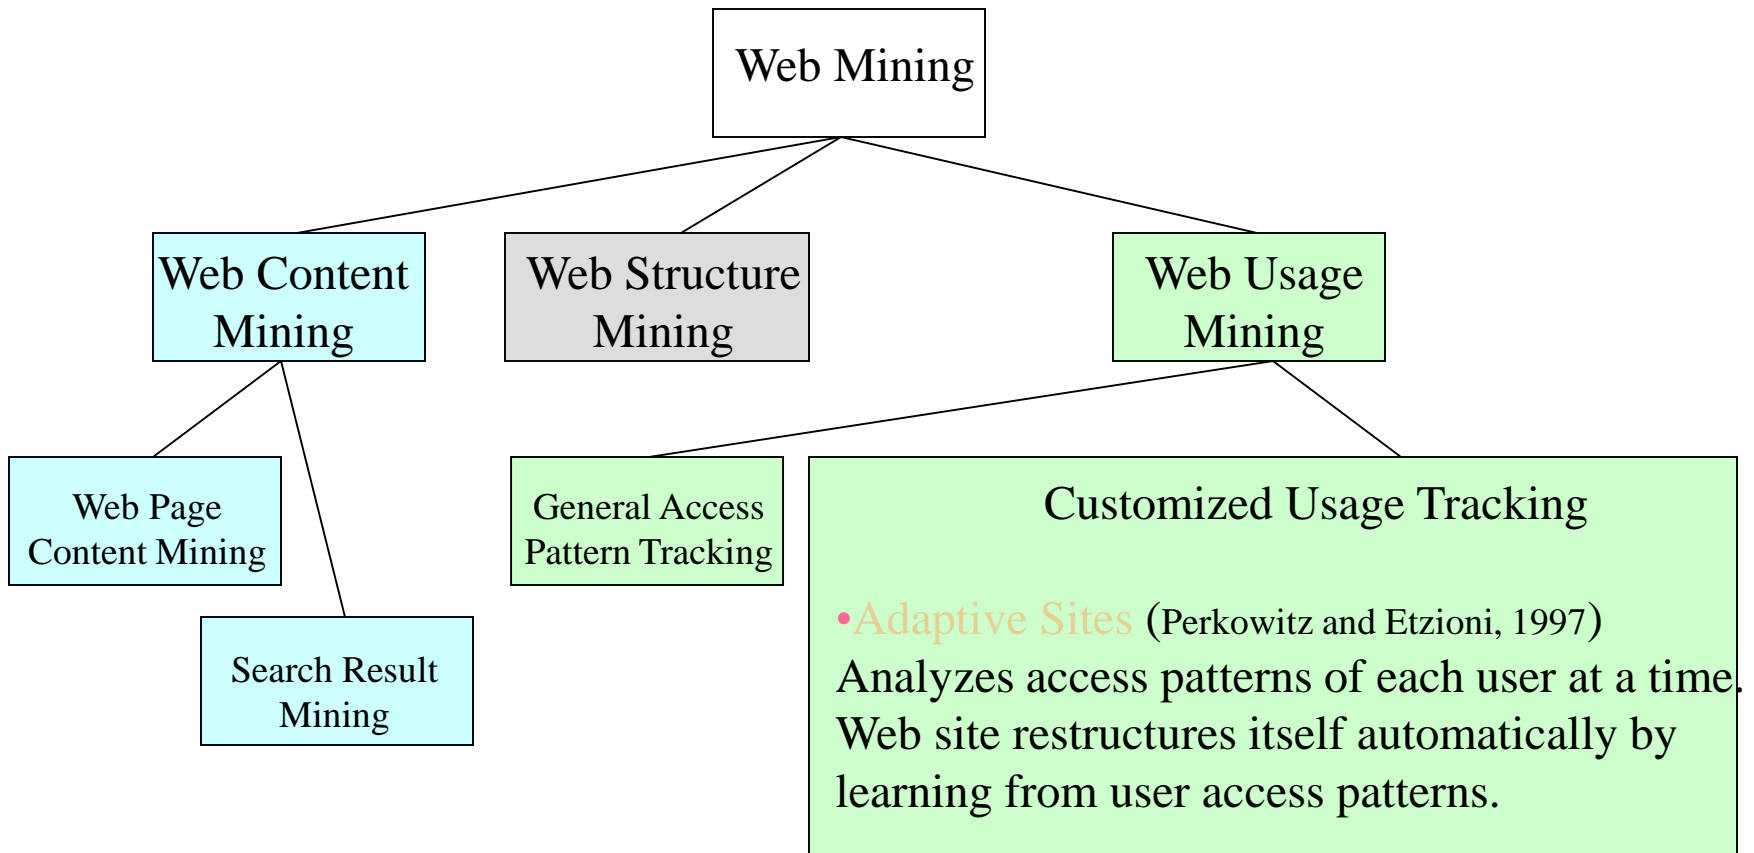 Web Mining
Web Content
Mining
Web Structure
Mining
Web Usage
Mining
Web Page
Content Mining
Search Result
Mining
General Access
Pattern Tracking
Customized Usage Tracking
•Adaptive Sites (Perkowitz and Etzioni, 1997)
Analyzes access patterns of each user at a time.
Web site restructures itself automatically by
learning from user access patterns.